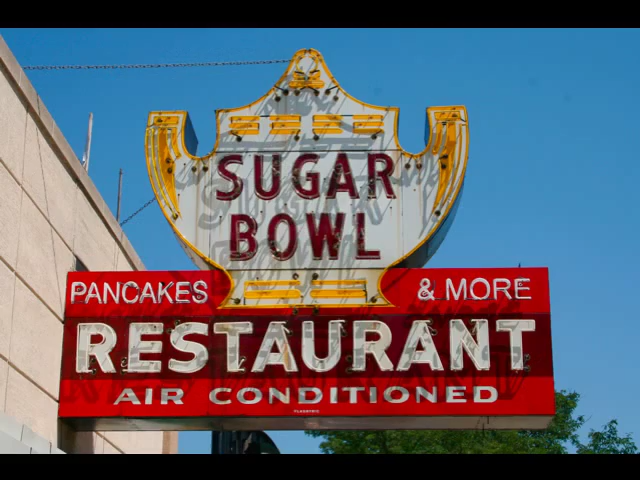 SUGAR
BOWL
PANCAKES & MORE
RESTAURANT
AIR CONDITIONED